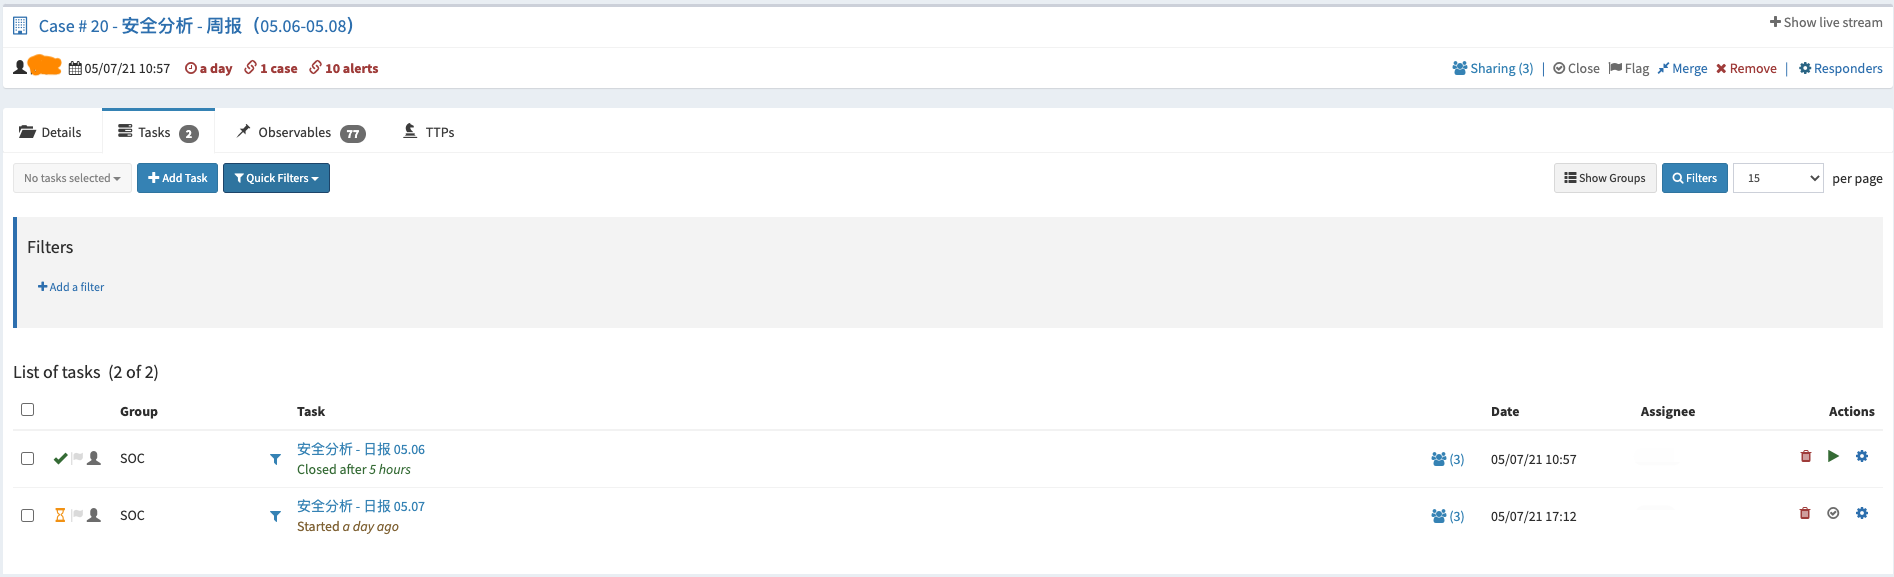 Case # 20 - 安全分析 - 周报（05.06-05.08）
Show live stream
05/07/21 10:57 a day 1 case 10 alerts
Sharing (3) | Close Flag Merge Remove | Responders
Details Tasks 2 Observables 77 TTPs
No tasks selected Add Task Quick Filters Show Groups Filters 15 per page
Filters
Add a filter
List of tasks (2 of 2)
Group Task Date Assignee Actions
SOC 安全分析 - 日报 05.06 (3) 05/07/21 10:57
Closed after 5 hours
SOC 安全分析 - 日报 05.07 (3) 05/07/21 17:12
Started a day ago